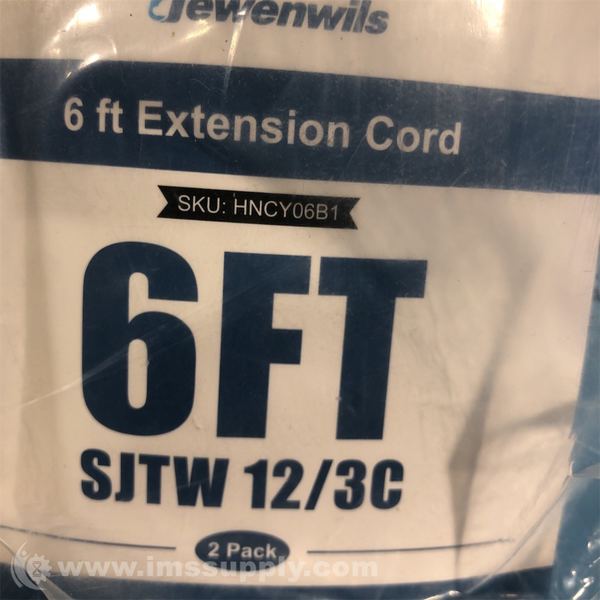 Jewenwils
6 ft Extension Cord
SKU: HNCY06B1
6FT
SJTW 12/3C
2 Pack
www.imssupply.com